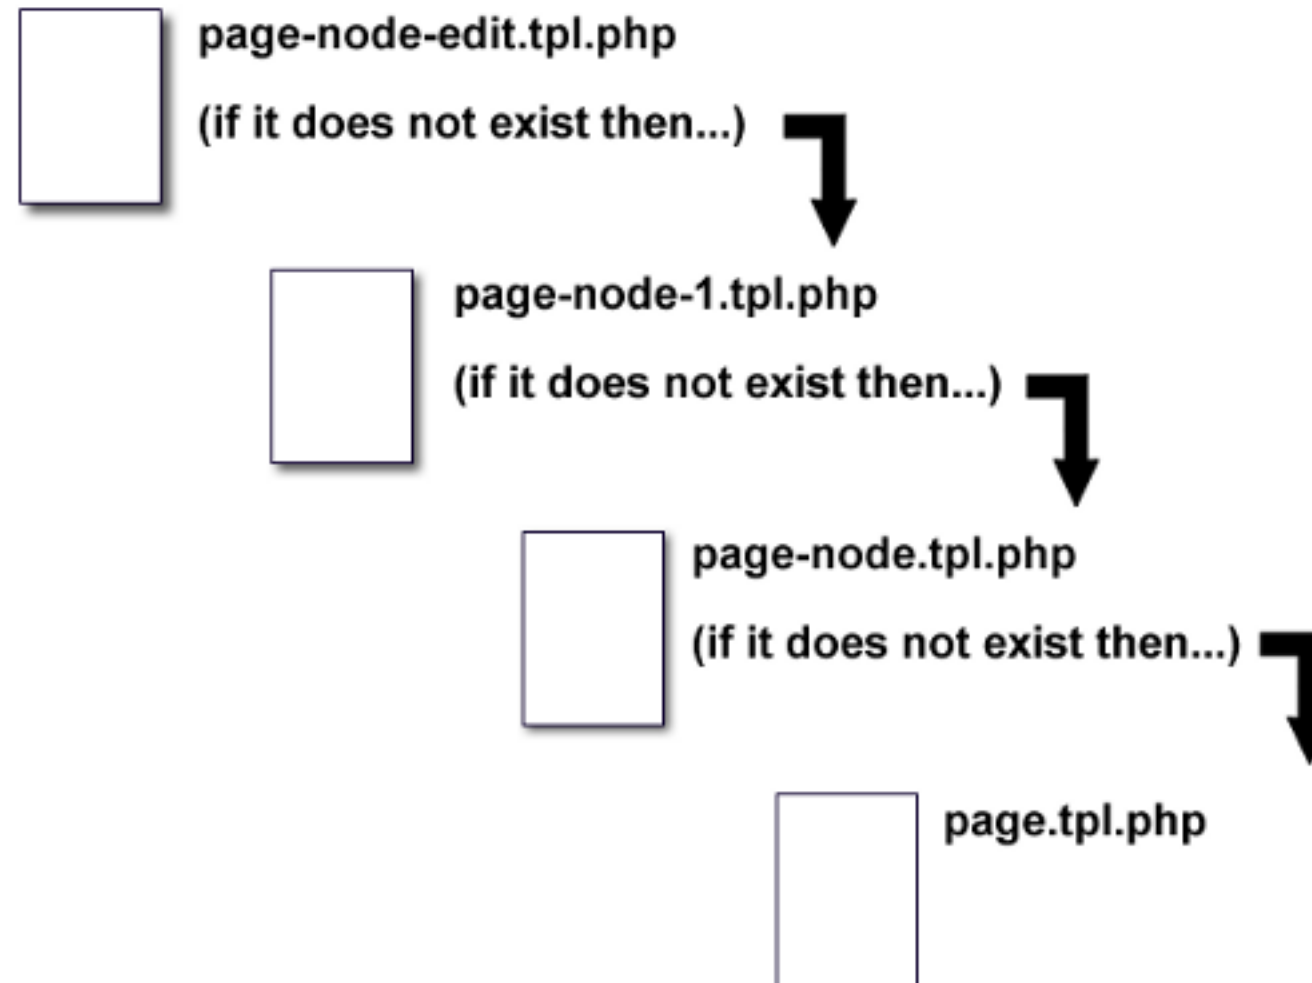 page-node-edit.tpl.php
(if it does not exist then...)
page-node-1.tpl.php
(if it does not exist then...)
page-node.tpl.php
(if it does not exist then...)
page.tpl.php